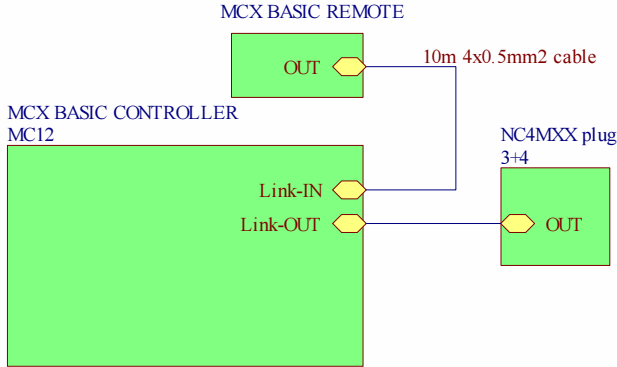 MCX BASIC REMOTE
OUT
10m 4x0.5mm2 cable
MCX BASIC CONTROLLER
MC12
NC4MXX plug
3+4
Link-IN
Link-OUT
OUT